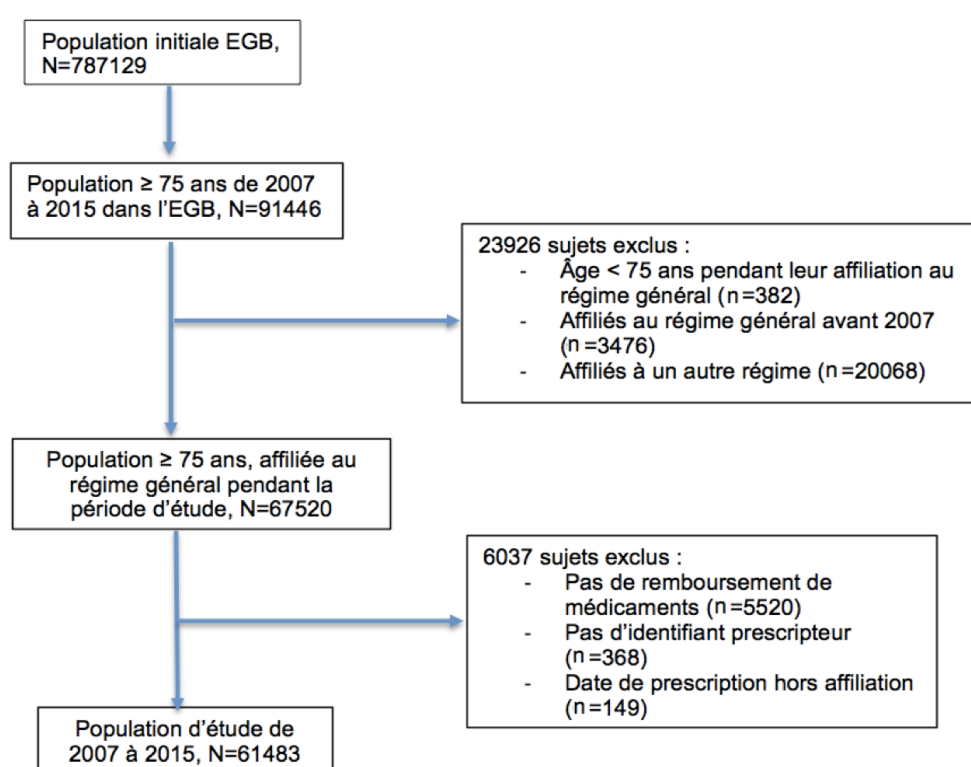 Population initiale EGB,
N=787129
Population ≥ 75 ans de 2007
à 2015 dans l'EGB, N=91446
23926 sujets exclus :
- Âge < 75 ans pendant leur affiliation au
régime général (n=382)
- Affiliés au régime général avant 2007
(n=3476)
- Affiliés à un autre régime (n=20068)
Population ≥ 75 ans, affiliée au
régime général pendant la
période d'étude, N=67520
6037 sujets exclus :
- Pas de remboursement de
médicaments (n=5520)
- Pas d'identifiant prescripteur
(n=368)
- Date de prescription hors affiliation
(n=149)
Population d'étude de
2007 à 2015, N=61483